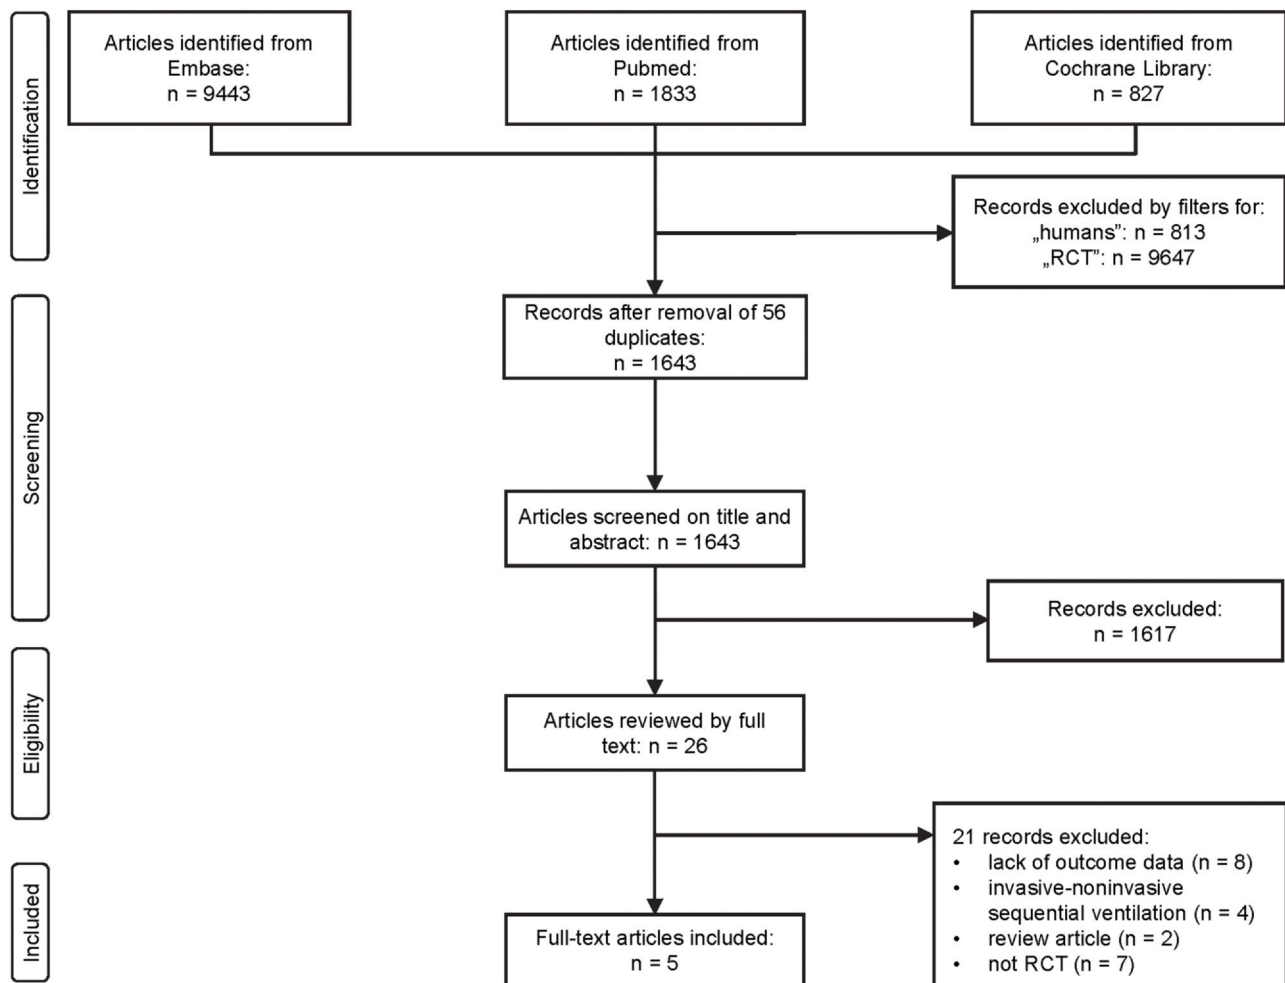 Identification
Articles identified from
Embase:
n = 9443
Articles identified from
Pubmed:
n = 1833
Articles identified from
Cochrane Library:
n = 827
Records excluded by filters for:
„humans”: n = 813
„RCT”: n = 9647
Screening
Records after removal of 56
duplicates:
n = 1643
Articles screened on title and
abstract: n = 1643
Records excluded:
n = 1617
Eligibility
Articles reviewed by full
text: n = 26
21 records excluded:
• lack of outcome data (n = 8)
• invasive-noninvasive
sequential ventilation (n = 4)
• review article (n = 2)
• not RCT (n = 7)
Included
Full-text articles included:
n = 5